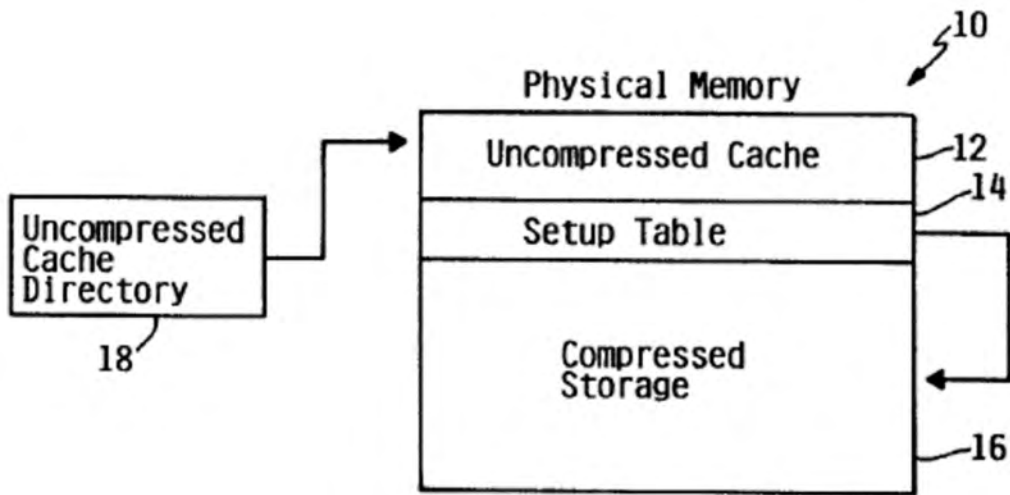 10
Physical Memory
Uncompressed Cache
12
14
Setup Table
Uncompressed
Cache
Directory
18
Compressed
Storage
16